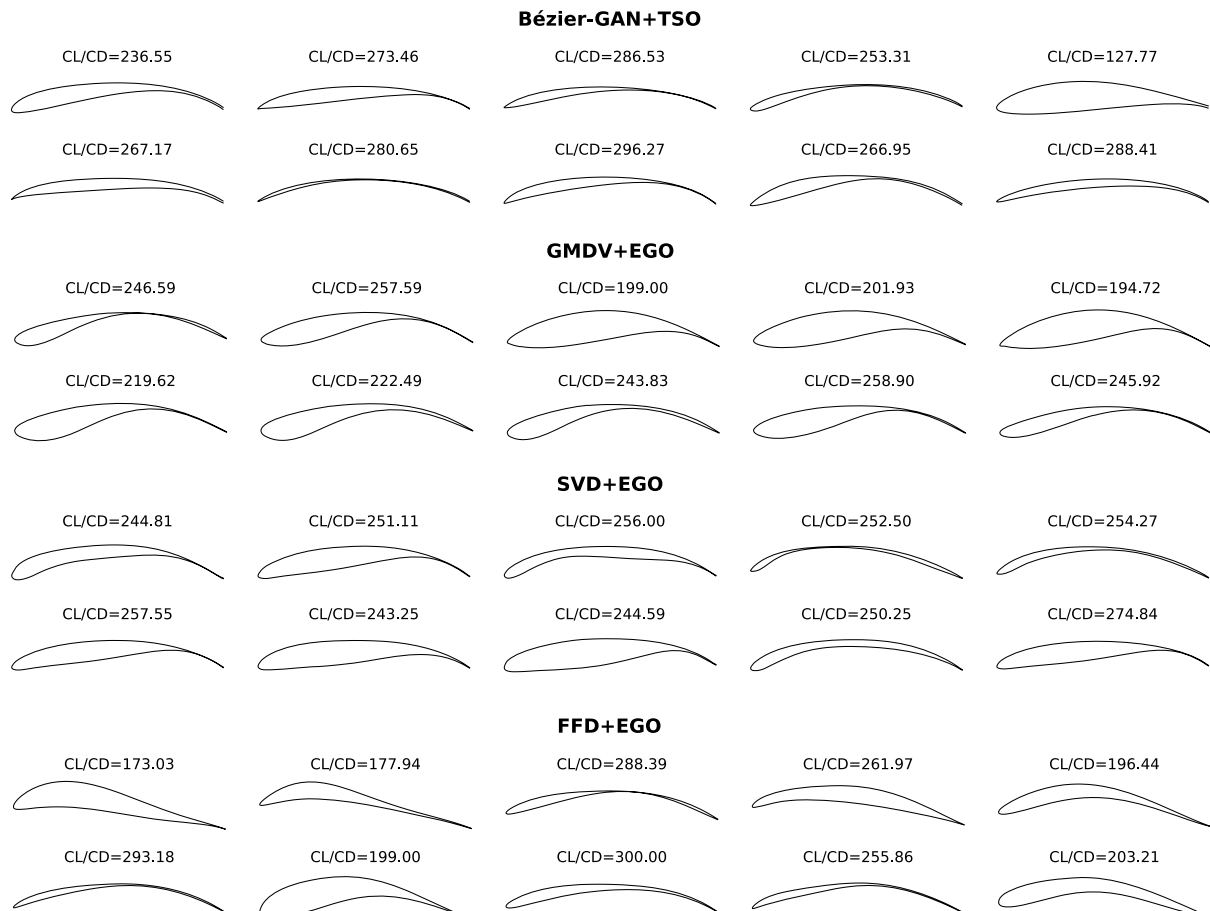 Bézier-GAN+TSO
CL/CD=236.55 CL/CD=273.46 CL/CD=286.53 CL/CD=253.31 CL/CD=127.77
CL/CD=267.17 CL/CD=280.65 CL/CD=296.27 CL/CD=266.95 CL/CD=288.41
GMDV+EGO
CL/CD=246.59 CL/CD=257.59 CL/CD=199.00 CL/CD=201.93 CL/CD=194.72
CL/CD=219.62 CL/CD=222.49 CL/CD=243.83 CL/CD=258.90 CL/CD=245.92
SVD+EGO
CL/CD=244.81 CL/CD=251.11 CL/CD=256.00 CL/CD=252.50 CL/CD=254.27
CL/CD=257.55 CL/CD=243.25 CL/CD=244.59 CL/CD=250.25 CL/CD=274.84
FFD+EGO
CL/CD=173.03 CL/CD=177.94 CL/CD=288.39 CL/CD=261.97 CL/CD=196.44
CL/CD=293.18 CL/CD=199.00 CL/CD=300.00 CL/CD=255.86 CL/CD=203.21